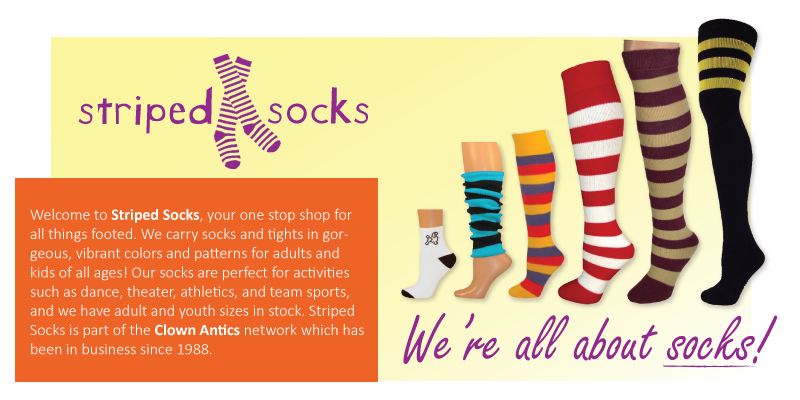 striped socks
Welcome to Striped Socks, your one stop shop for
all things footed. We carry socks and tights in gor-
geous, vibrant colors and patterns for adults and
kids of all ages! Our socks are perfect for activities
such as dance, theater, athletics, and team sports,
and we have adult and youth sizes in stock. Striped
Socks is part of the Clown Antics network which has
been in business since 1988.
We're all about socks!